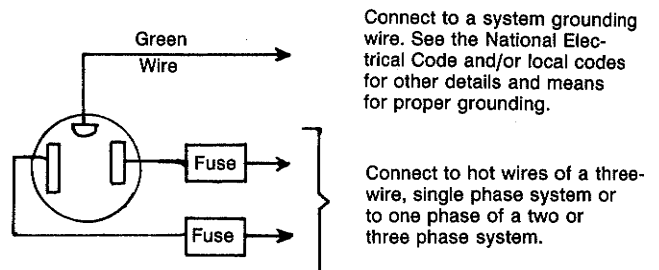 Green
Wire
Connect to a system grounding
wire. See the National Elec-
trical Code and/or local codes
for other details and means
for proper grounding.
Fuse
Fuse
Connect to hot wires of a three-
wire, single phase system or
to one phase of a two or
three phase system.